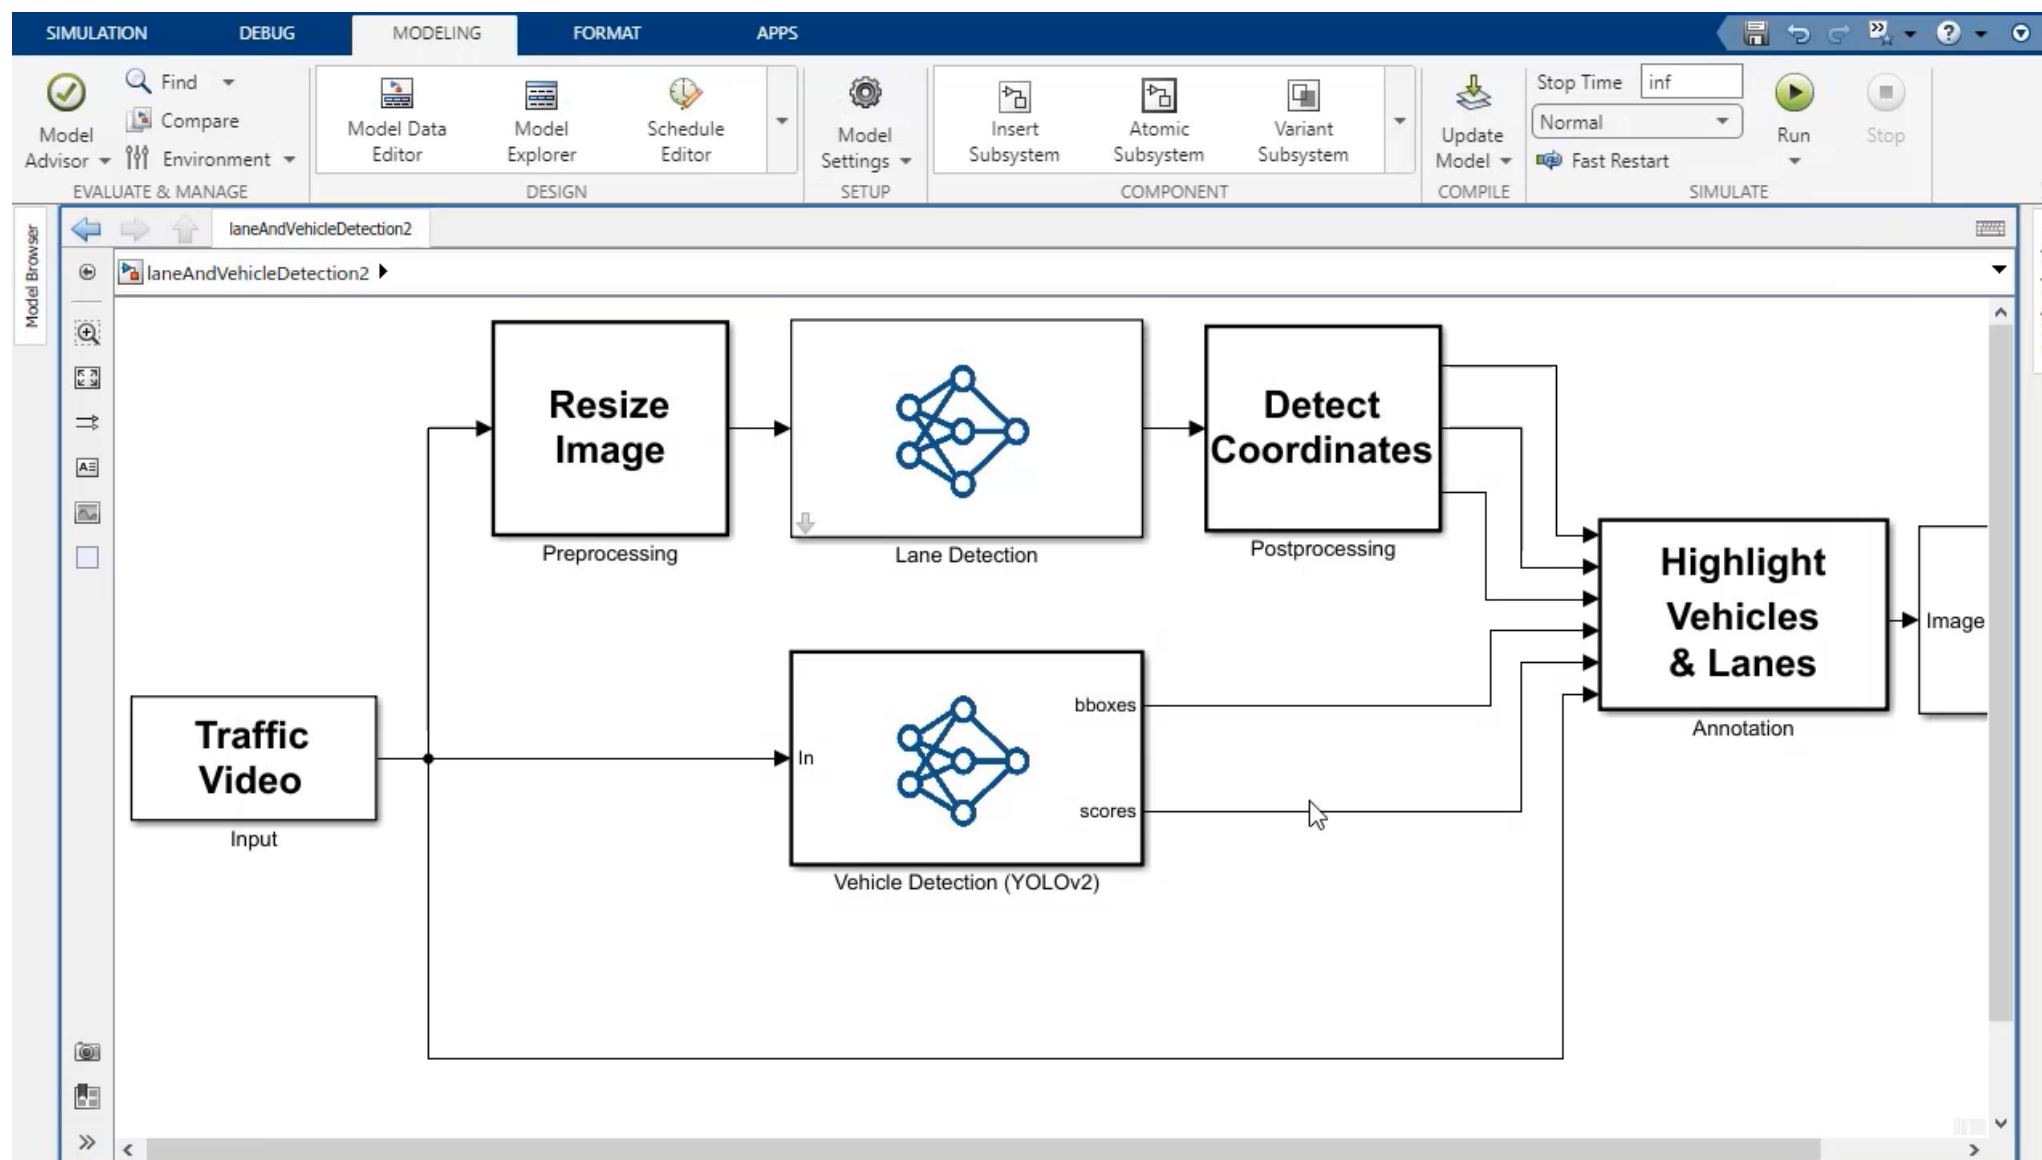 SIMULATION
DEBUG
MODELING
FORMAT
APPS
Model
Advisor
Find
Compare
Environment
EVALUATE & MANAGE
Model Data
Editor
Model
Explorer
Schedule
Editor
DESIGN
Model
Settings
SETUP
Insert
Subsystem
Atomic
Subsystem
Variant
Subsystem
COMPONENT
Update
Model
COMPILE
Stop Time
inf
Normal
Fast Restart
Run
Stop
SIMULATE
Model Browser
laneAndVehicleDetection2
laneAndVehicleDetection2
Resize
Image
Preprocessing
Lane Detection
Detect
Coordinates
Postprocessing
Highlight
Vehicles
& Lanes
Annotation
Image
Traffic
Video
Input
In
bboxes
scores
Vehicle Detection (YOLOv2)